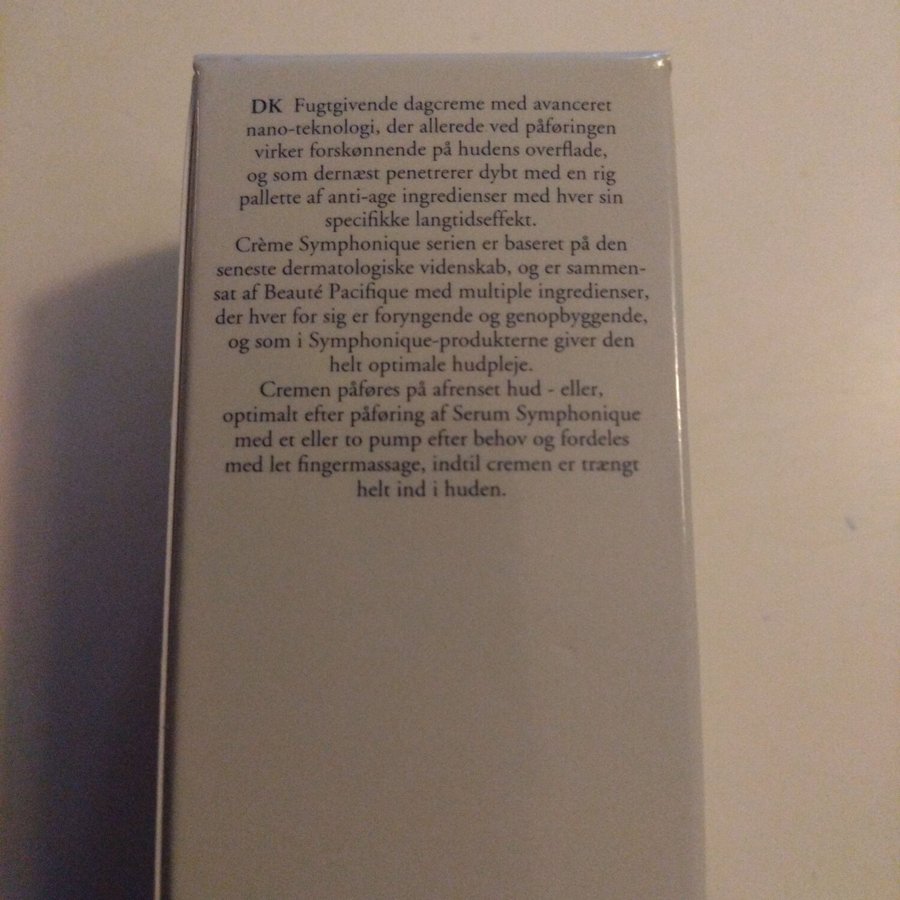 DK Fugtgivende dagcreme med avanceret
nano-teknologi, der allerede ved påføringen
virker forskønnende på hudens overflade,
og som dernæst penetrerer dybt med en rig
pallette af anti-age ingredienser med hver sin
specifikke langtidseffekt.
Crème Symphonique serien er baseret på den
seneste dermatologiske videnskab, og er sammen-
sat af Beauté Pacifique med multiple ingredienser,
der hver for sig er foryngende og genopbyggende,
og som i Symphonique-produkterne giver den
helt optimale hudpleje.
Cremen påføres på afrenset hud - eller,
optimalt efter påføring af Serum Symphonique
med et eller to pump efter behov og fordeles
med let fingermassage, indtil cremen er trængt
helt ind i huden.